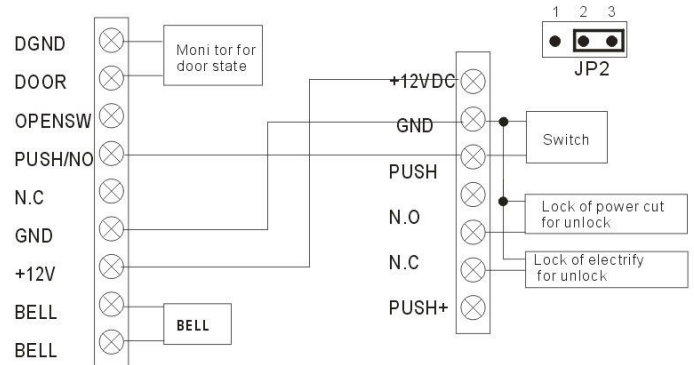 DGND
DOOR
OPENSW
PUSH/NO
N.C
GND
+12V
BELL
BELL
Moni tor for
door state
BELL
+12VDC
GND
PUSH
N.O
N.C
PUSH+
1 2 3
JP2
Switch
Lock of power cut
for unlock
Lock of electrify
for unlock